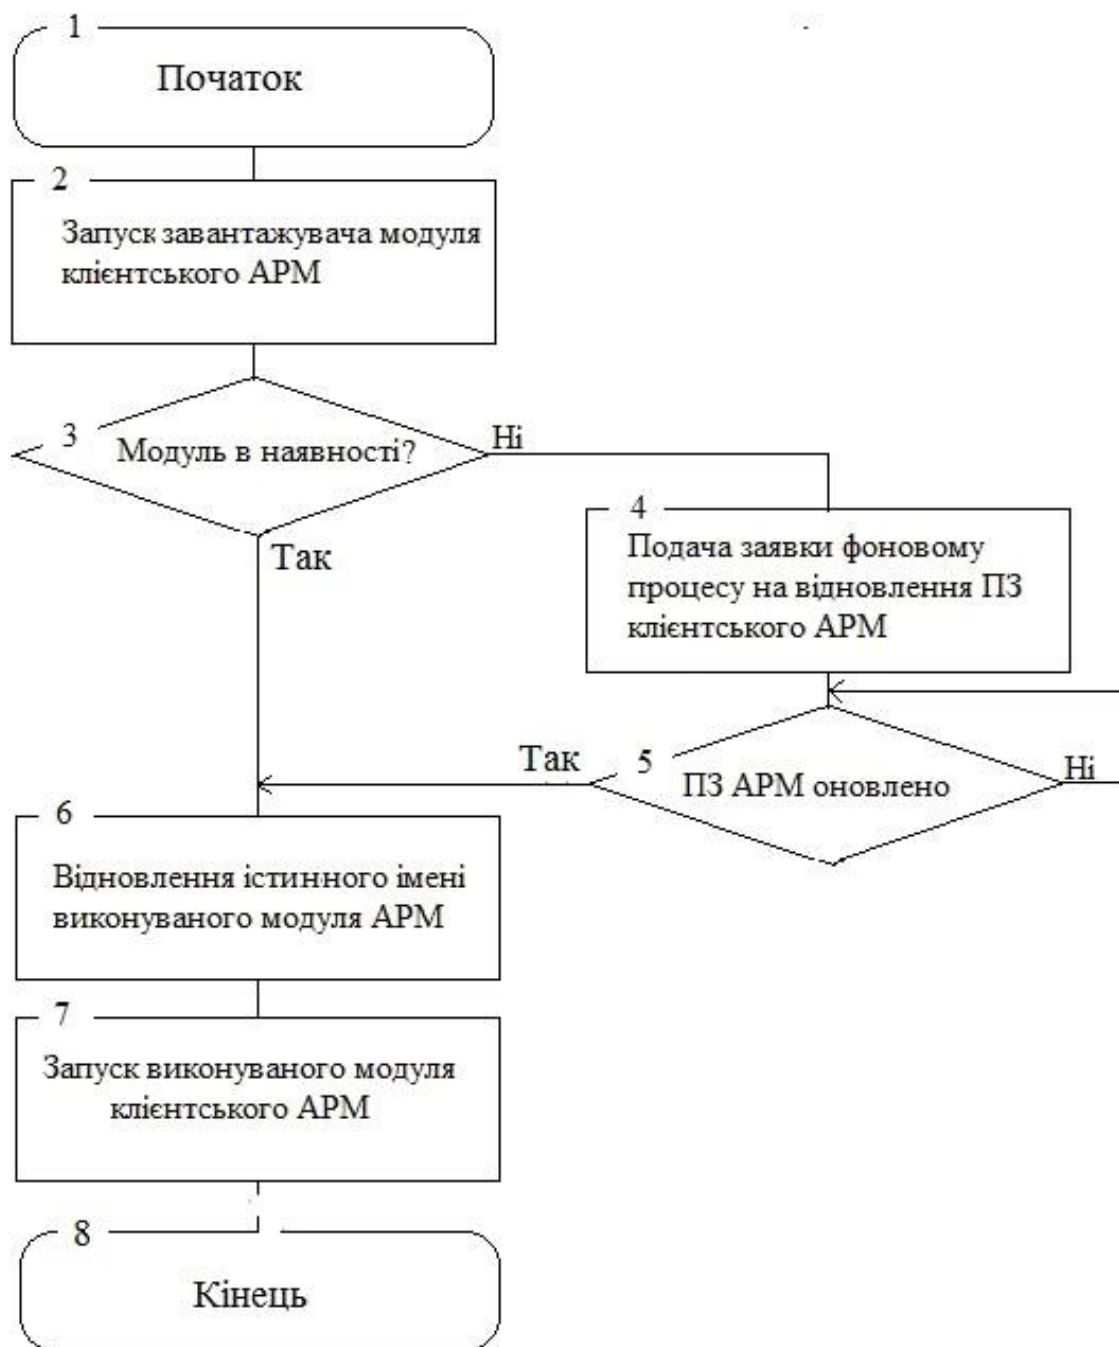 1
Початок
2
Запуск завантажувача модуля
клієнтського АРМ
3
Модуль в наявності?
Ні
Так
4
Подача заявки фоновому
процесу на відновлення ПЗ
клієнтського АРМ
Так
5
ПЗ АРМ оновлено
Ні
6
Відновлення істинного імені
виконуваного модуля АРМ
7
Запуск виконуваного модуля
клієнтського АРМ
8
Кінець